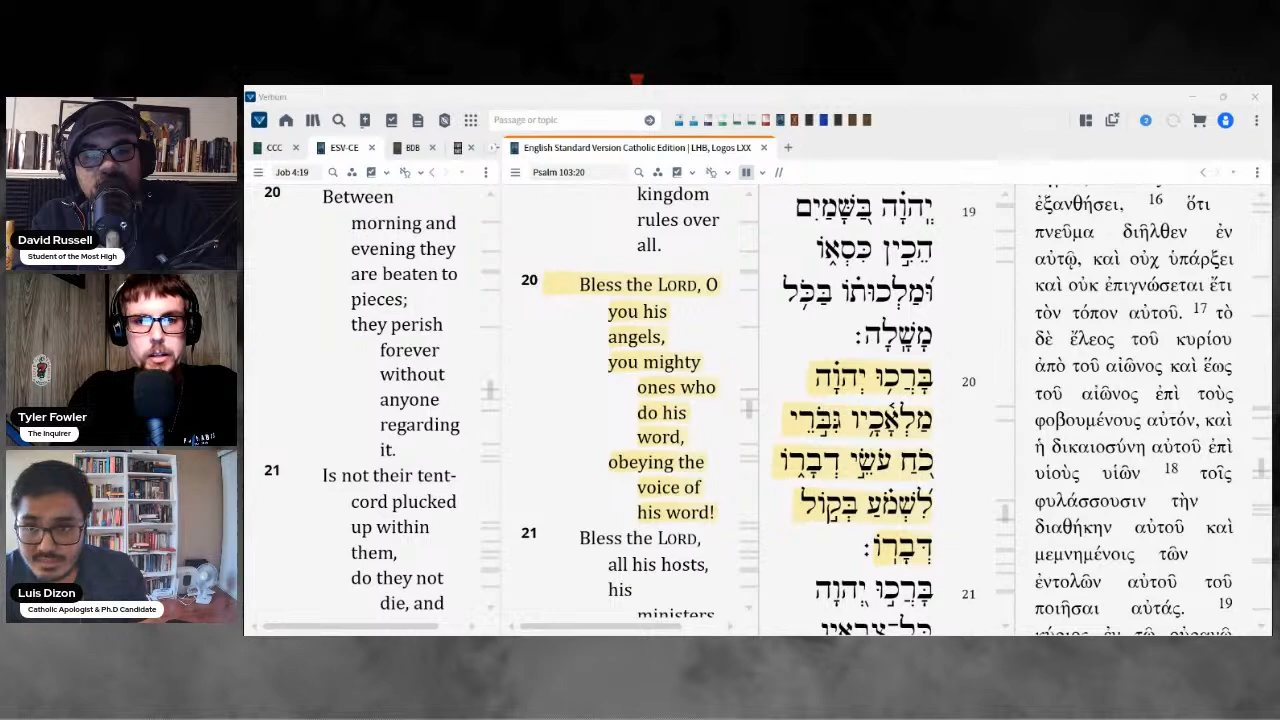 David Russell
Student of the Most High
Tyler Fowler
The Inquirer
Luis Dizon
Catholic Apologist & Ph.D Candidate
Verbum
Passage or topic
CCC
ESV-CE
BDB
English Standard Version Catholic Edition | LHB, Logos LXX
Job 4:19
Psalm 103:20
20 Between
morning and
evening they
are beaten to
pieces;
they perish
forever
without
anyone
regarding
it.
21 Is not their tent-
cord plucked
up within
them,
do they not
die, and
kingdom
rules over
all.
20 Bless the LORD, O
you his
angels,
you mighty
ones who
do his
word,
obeying the
voice of
his word!
21 Bless the LORD,
all his hosts,
his
ministers
19 יְֽהוָ֗ה בַּ֭שָּׁמַיִם
הֵכִ֣ין כִּסְא֑וֹ
וּ֝מַלְכוּת֗וֹ בַּכֹּ֥ל
מָשָֽׁלָה׃
20 בָּרֲכ֥וּ יְהוָ֗ה
מַלְאָ֫כָ֥יו גִּבֹּ֣רֵי
כֹ֭חַ עֹשֵׂ֣י דְבָר֑וֹ
לִ֝שְׁמֹ֗עַ בְּק֣וֹל
דְּבָרֽוֹ׃
21 בָּרֲכ֣וּ יְ֭הוָה
כָּל־צְבָאָ֑יו
ἐξανθήσει, 16 ὅτι
πνεῦμα διῆλθεν ἐν
αὐτῷ, καὶ οὐχ ὑπάρξει
καὶ οὐκ ἐπιγνώσεται ἔτι
τὸν τόπον αὐτοῦ. 17 τὸ
δὲ ἔλεος τοῦ κυρίου
ἀπὸ τοῦ αἰῶνος καὶ ἕως
τοῦ αἰῶνος ἐπὶ τοὺς
φοβουμένους αὐτόν, καὶ
ἡ δικαιοσύνη αὐτοῦ ἐπὶ
υἱοὺς υἱῶν 18 τοῖς
φυλάσσουσιν τὴν
διαθήκην αὐτοῦ καὶ
μεμνημένοις τῶν
ἐντολῶν αὐτοῦ τοῦ
ποιῆσαι αὐτάς. 19
κύριος ἐν τῷ οὐρανῷ